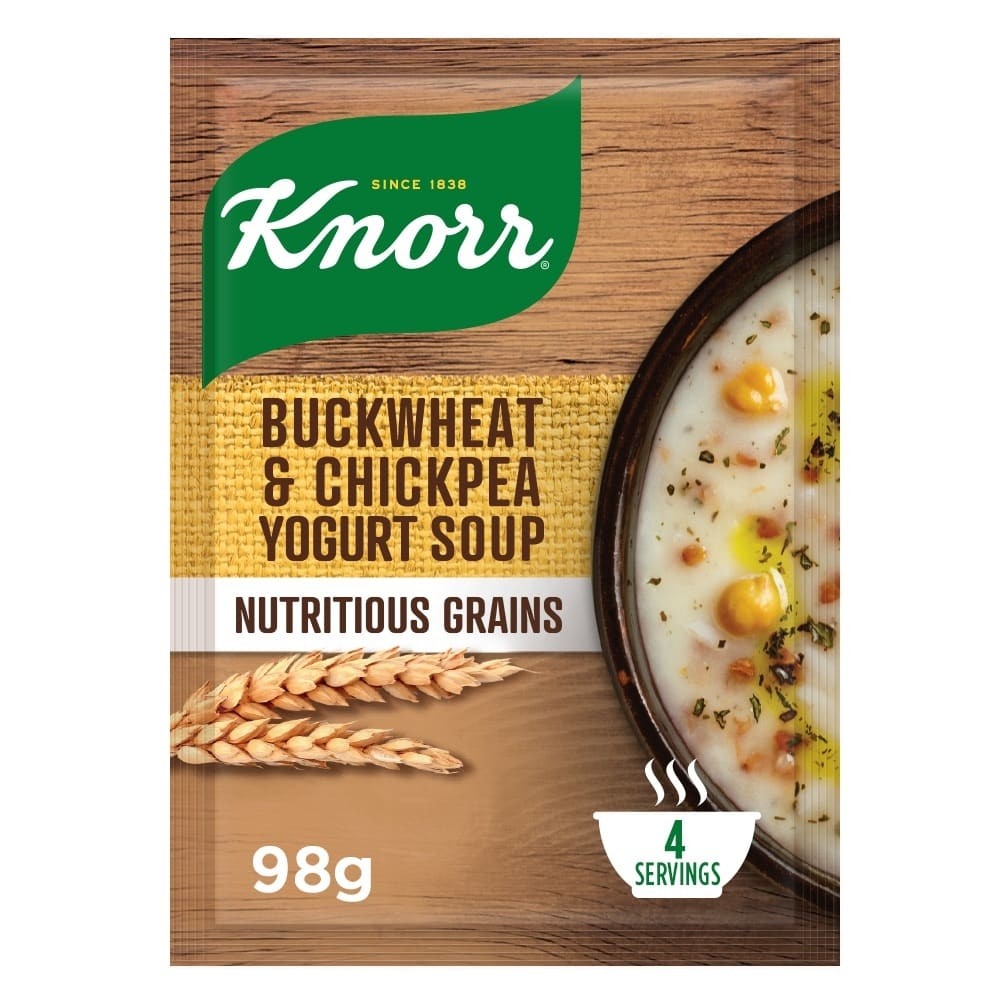 SINCE 1838
Knorr®
BUCKWHEAT
& CHICKPEA
YOGURT SOUP
NUTRITIOUS GRAINS
98g
4
SERVINGS